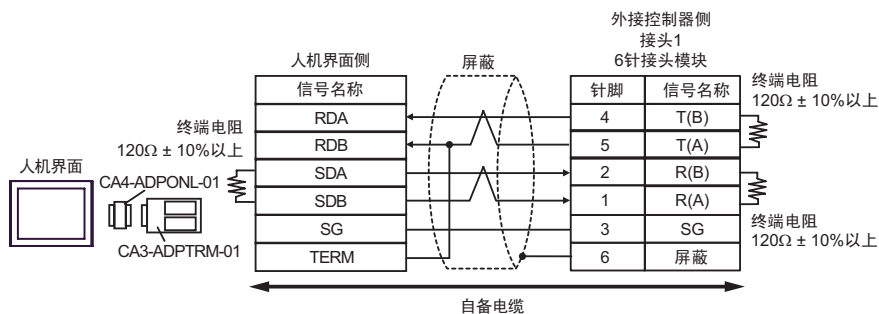 外接控制器侧
接头1
6针接头模块
人机界面侧
屏蔽
信号名称
针脚
信号名称
终端电阻
120Ω ± 10%以上
RDA
4
T(B)
终端电阻
120Ω ± 10%以上
RDB
5
T(A)
人机界面
CA4-ADPONL-01
SDA
2
R(B)
SDB
1
R(A)
CA3-ADPTRM-01
SG
3
SG
终端电阻
120Ω ± 10%以上
TERM
6
屏蔽
自备电缆